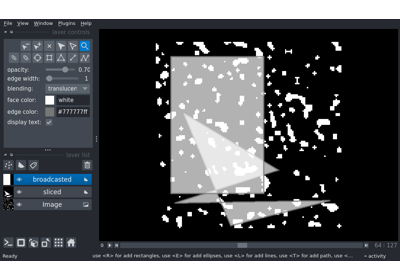 File View Window Plugins Help
layer controls
opacity: 0.70
edge width: 1
blending: translucen
face color: white
edge color: #777777ff
display text:
layer list
broadcasted
sliced
Image
0 64 : 127
Ready use <R> for add rectangles, use <E> for add ellipses, use <L> for add lines, use <T> for add path, use <... activity